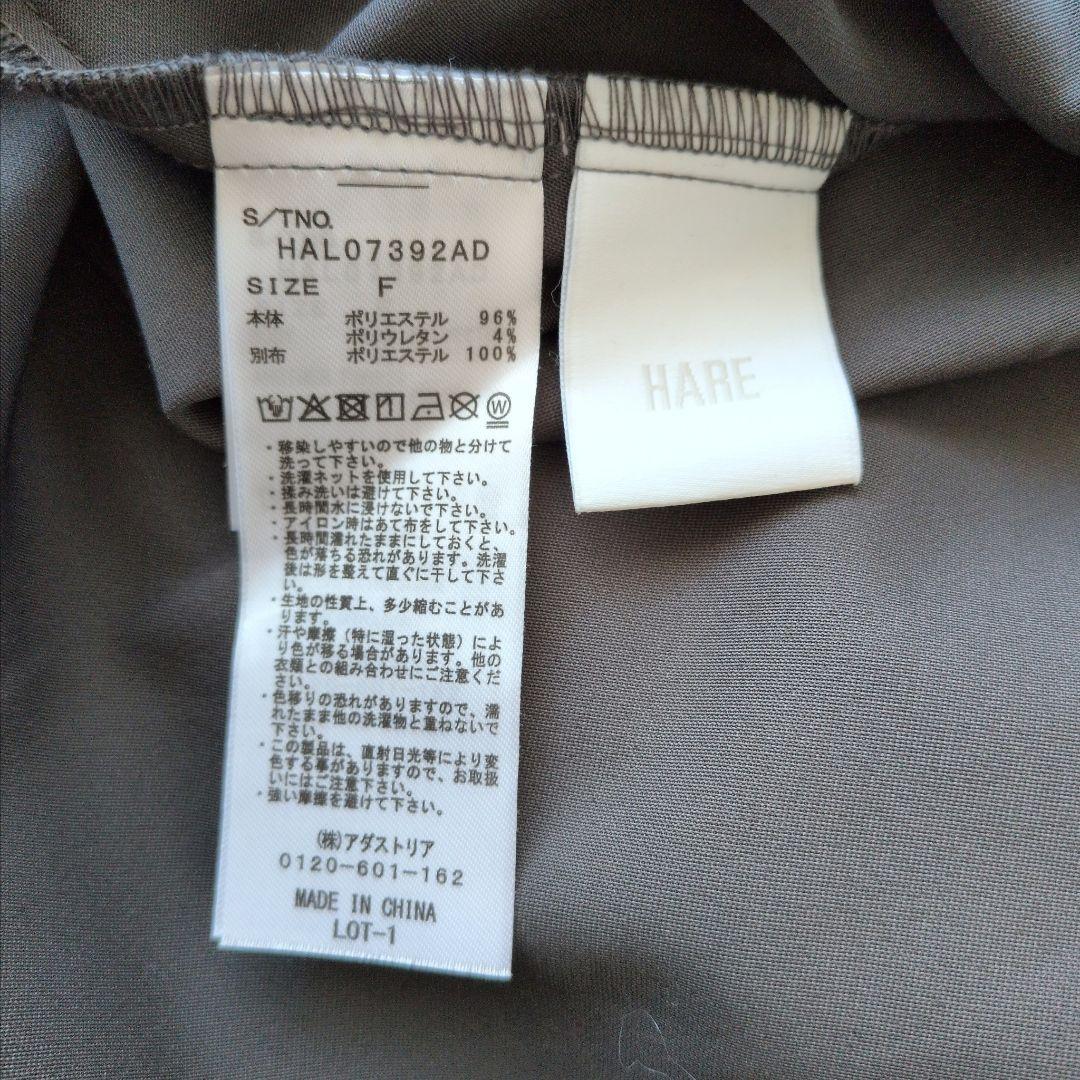 S/TNO.
HAL07392AD
SIZE F
本体 ポリエステル 96%
ポリウレタン 4%
別布 ポリエステル 100%
W
・移染しやすいので他の物と分けて
洗って下さい。
・洗濯ネットを使用して下さい。
・揉み洗いは避けて下さい。
・長時間水に浸けないで下さい。
・アイロン時はあて布をして下さい。
・長時間濡れたままにしておくと、
色が落ちる恐れがあります。洗濯
後は形を整えて直ぐに干して下さ
い。
・生地の性質上、多少縮むことがあ
ります。
・汗や摩擦（特に湿った状態）によ
り色が移る場合があります。他の
衣類との組み合わせにご注意くだ
さい。
・色移りの恐れがありますので、濡
れたまま他の洗濯物と重ねないで
下さい。
・この製品は、直射日光等により変
色する事がありますので、お取扱
いにはご注意下さい。
・強い摩擦を避けて下さい。
(株)アダストリア
0120-601-162
MADE IN CHINA
LOT-1
HARE